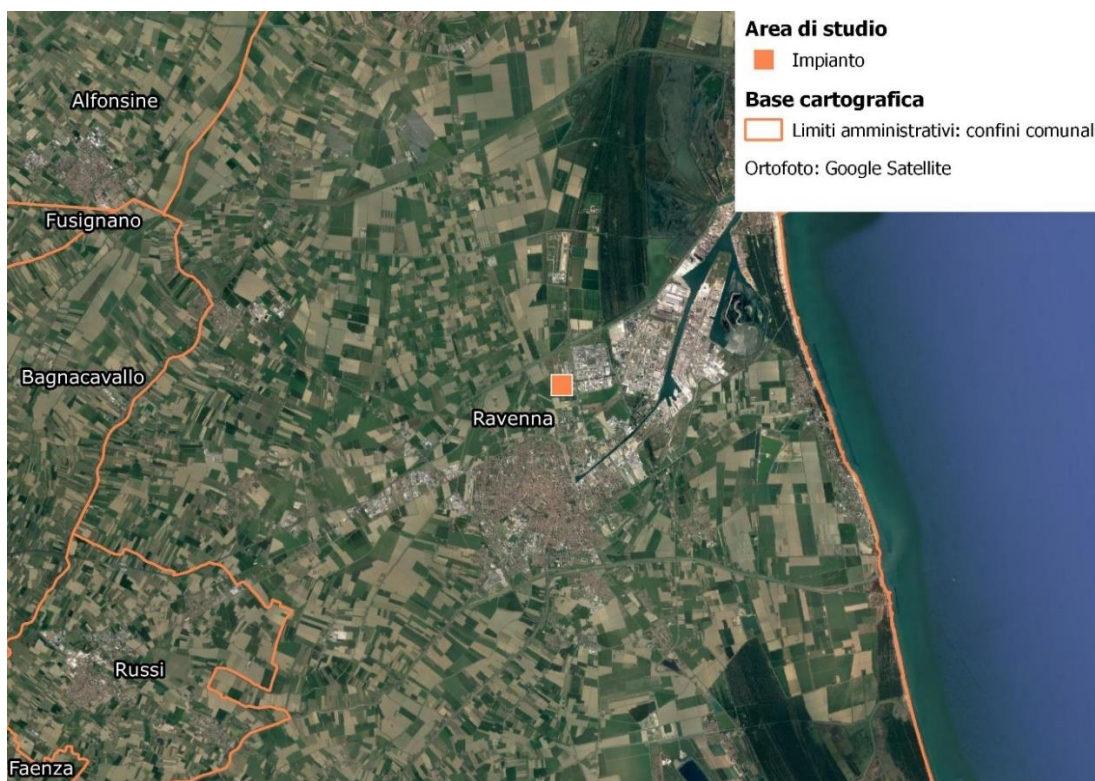 Area di studio
Impianto
Base cartografica
Limiti amministrativi: confini comunal
Ortofoto: Google Satellite
Alfonsine
Fusignano
Bagnacavallo
Ravenna
Russi
Faenza